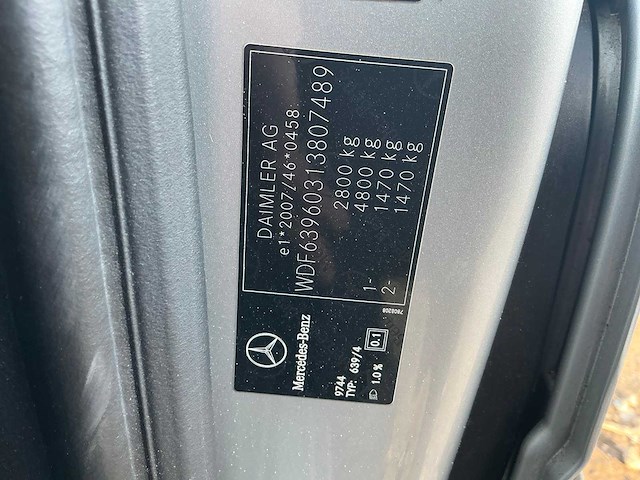 DAIMLER AG
e1*2007/46*0458
WDF63960313807489
2800 kg
4800 kg
1- 1470 kg
2- 1470 kg
7602208
Mercedes-Benz
9744
TYP: 639/4
0.1
1.0 %